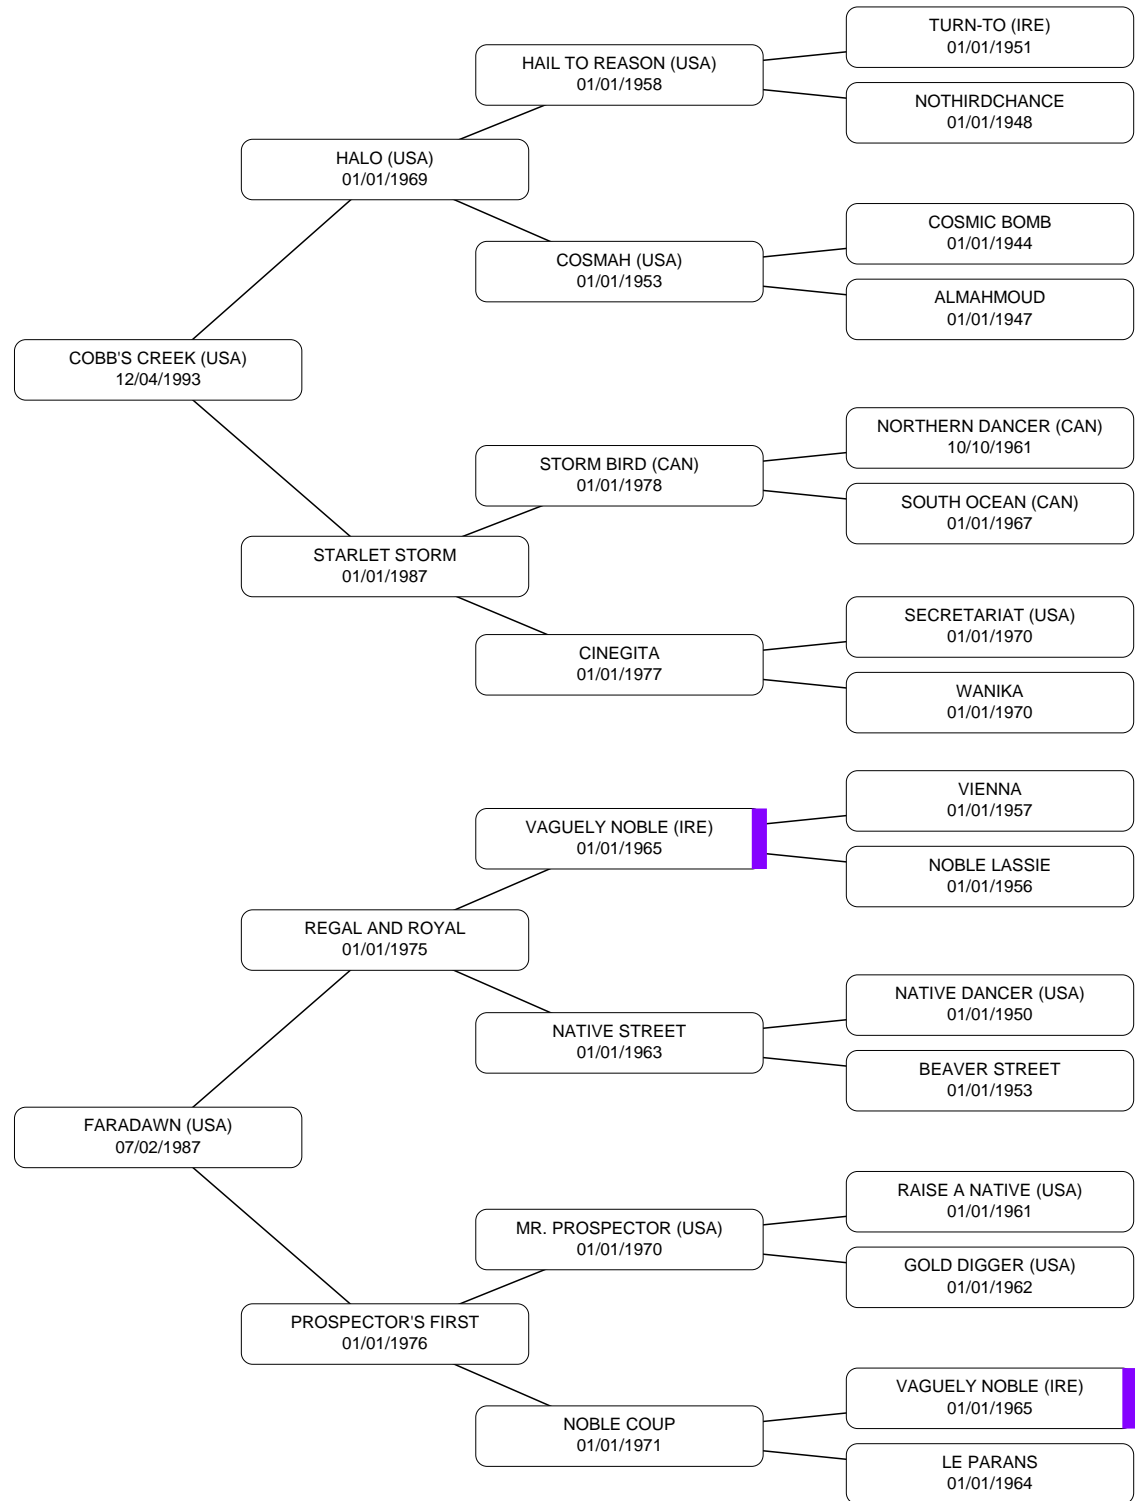 TURN-TO (IRE)
01/01/1951
HAIL TO REASON (USA)
01/01/1958
NOTHIRDCHANCE
01/01/1948
HALO (USA)
01/01/1969
COSMIC BOMB
01/01/1944
COSMAH (USA)
01/01/1953
ALMAHMOUD
01/01/1947
COBB'S CREEK (USA)
12/04/1993
NORTHERN DANCER (CAN)
10/10/1961
STORM BIRD (CAN)
01/01/1978
SOUTH OCEAN (CAN)
01/01/1967
STARLET STORM
01/01/1987
SECRETARIAT (USA)
01/01/1970
CINEGITA
01/01/1977
WANIKA
01/01/1970
VIENNA
01/01/1957
VAGUELY NOBLE (IRE)
01/01/1965
NOBLE LASSIE
01/01/1956
REGAL AND ROYAL
01/01/1975
NATIVE DANCER (USA)
01/01/1950
NATIVE STREET
01/01/1963
BEAVER STREET
01/01/1953
FARADAWN (USA)
07/02/1987
RAISE A NATIVE (USA)
01/01/1961
MR. PROSPECTOR (USA)
01/01/1970
GOLD DIGGER (USA)
01/01/1962
PROSPECTOR'S FIRST
01/01/1976
VAGUELY NOBLE (IRE)
01/01/1965
NOBLE COUP
01/01/1971
LE PARANS
01/01/1964